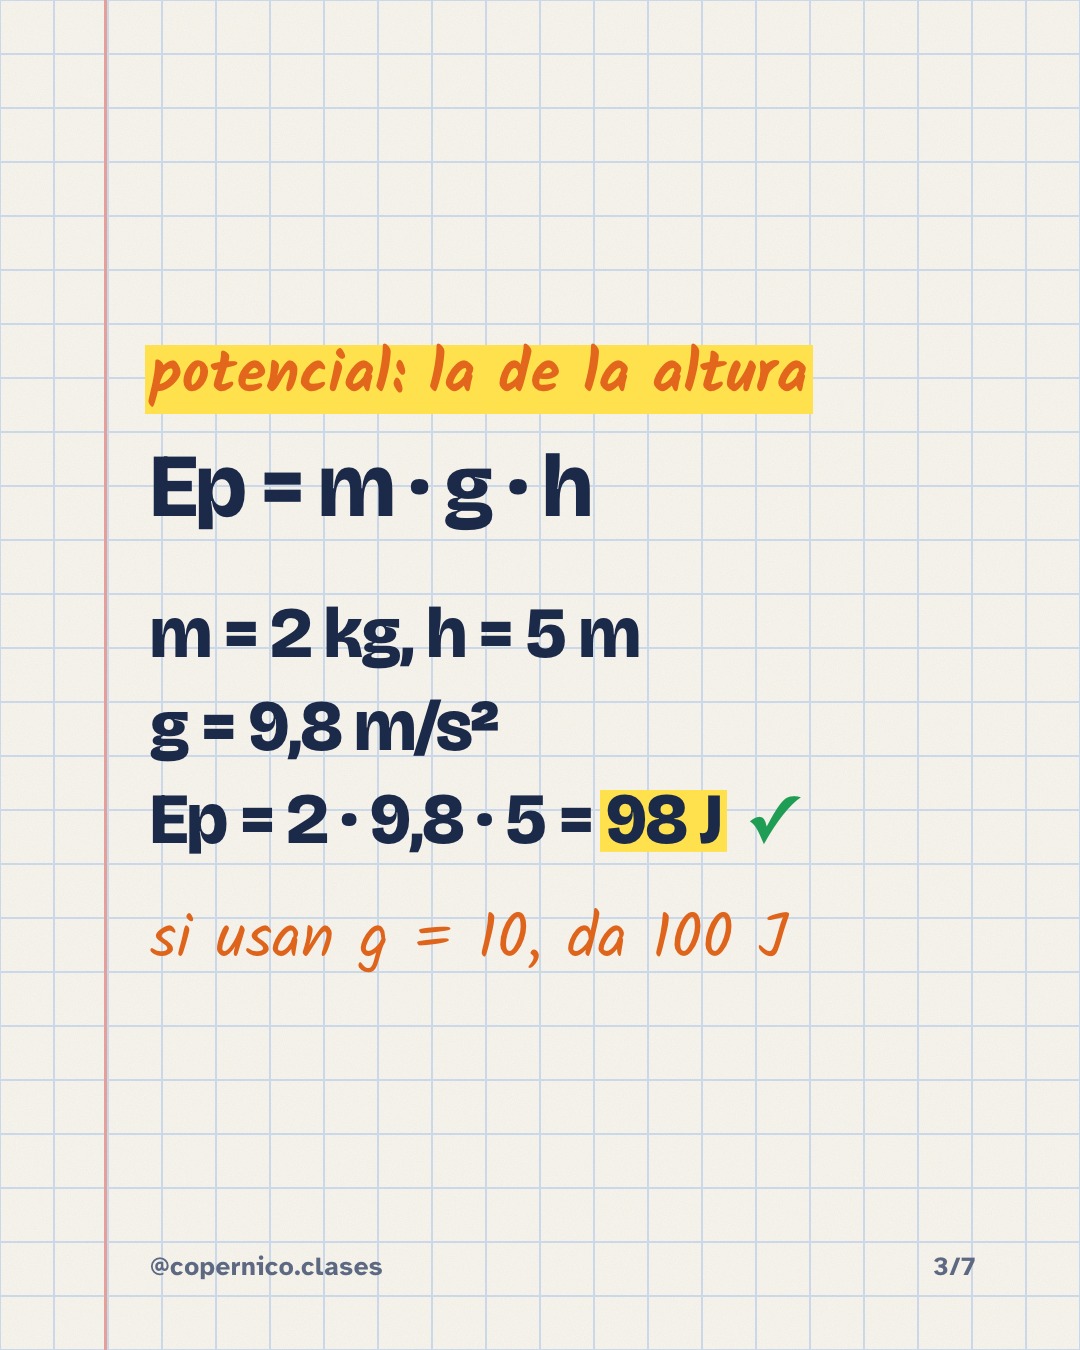 potencial: la de la altura
Ep = m · g · h
m = 2 kg, h = 5 m
g = 9,8 m/s²
Ep = 2 · 9,8 · 5 = 98 J ✓
si usan g = 10, da 100 J
@copernico.clases
3/7